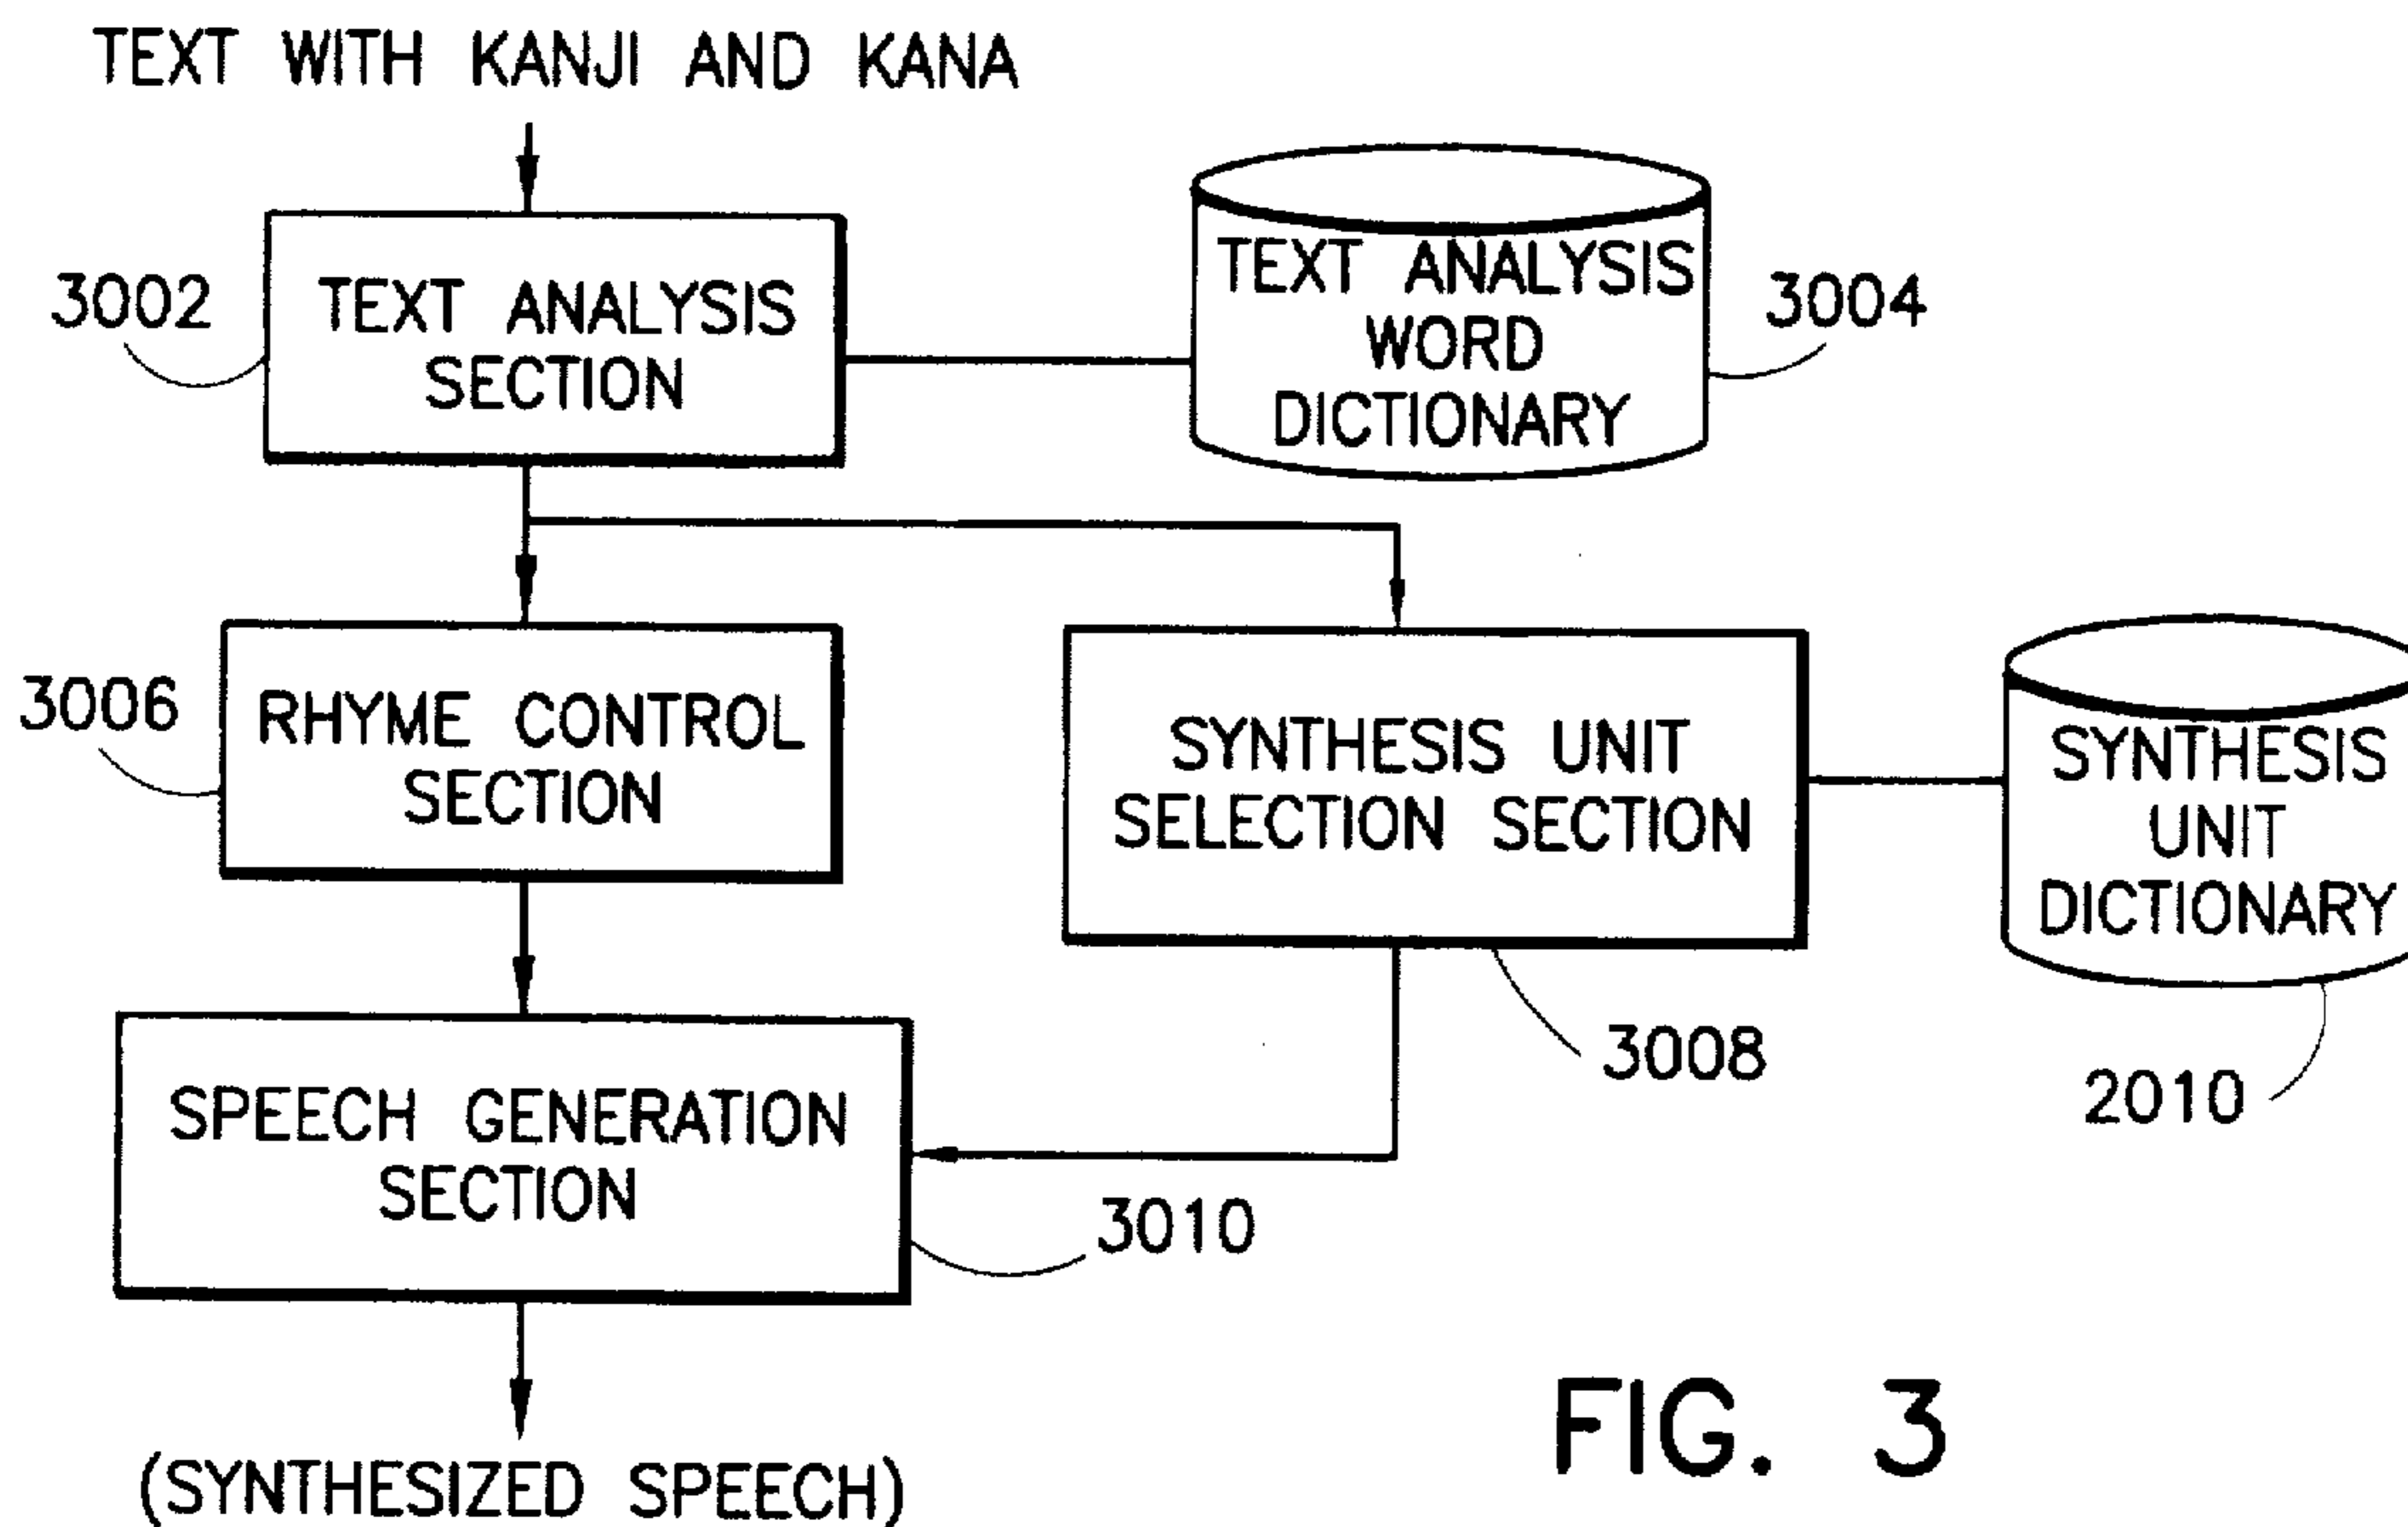 TEXT WITH KANJI AND KANA
3002
TEXT ANALYSIS
SECTION
TEXT ANALYSIS
WORD
DICTIONARY
3004
3006
RHYME CONTROL
SECTION
SYNTHESIS UNIT
SELECTION SECTION
SYNTHESIS
UNIT
DICTIONARY
3008
2010
SPEECH GENERATION
SECTION
3010
(SYNTHESIZED SPEECH)
FIG. 3